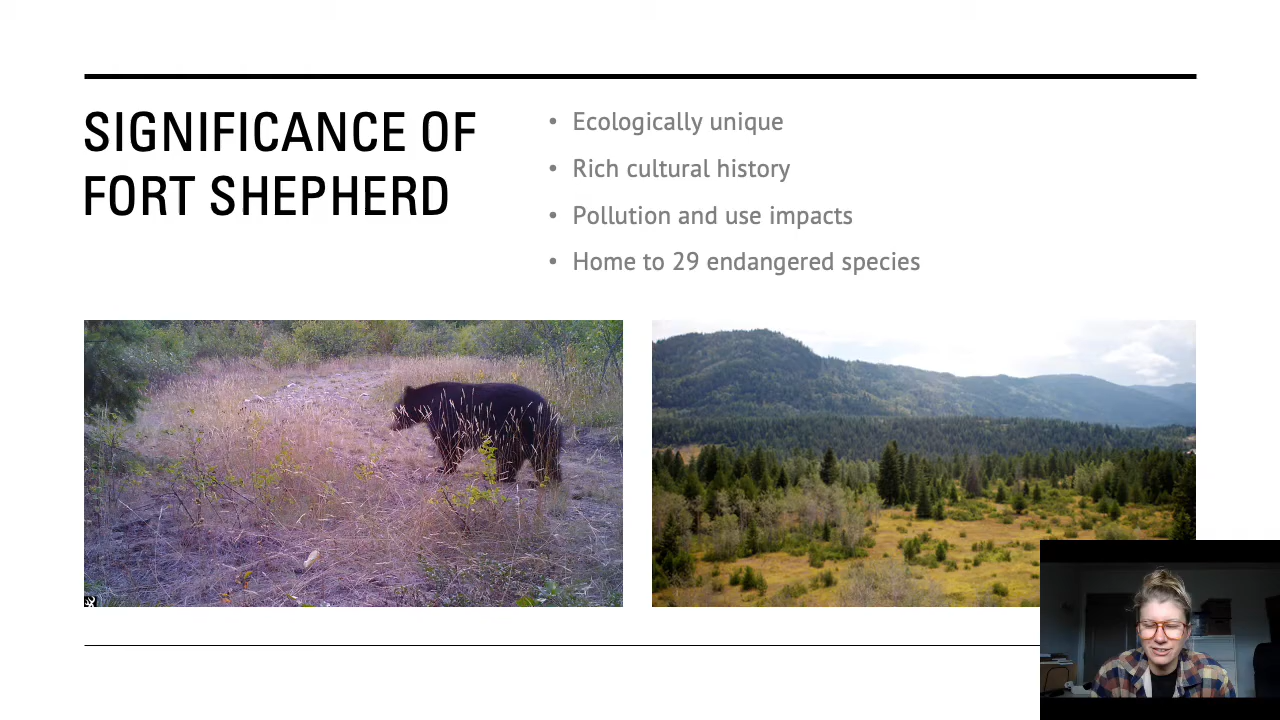 SIGNIFICANCE OF
FORT SHEPHERD
• Ecologically unique
• Rich cultural history
• Pollution and use impacts
• Home to 29 endangered species